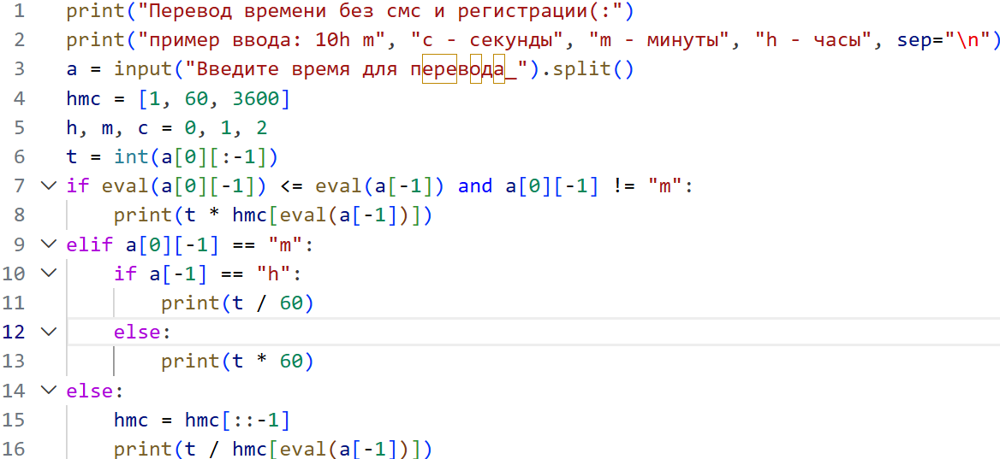 1 print("Перевод времени без смс и регистрации(:")
2 print("пример ввода: 10h m", "c - секунды", "m - минуты", "h - часы", sep="\n")
3 a = input("Введите время для перевода_").split()
4 hmc = [1, 60, 3600]
5 h, m, c = 0, 1, 2
6 t = int(a[0][:-1])
7 if eval(a[0][-1]) <= eval(a[-1]) and a[0][-1] != "m":
8     print(t * hmc[eval(a[-1])])
9 elif a[0][-1] == "m":
10     if a[-1] == "h":
11         print(t / 60)
12     else:
13         print(t * 60)
14 else:
15     hmc = hmc[::-1]
16     print(t / hmc[eval(a[-1])])